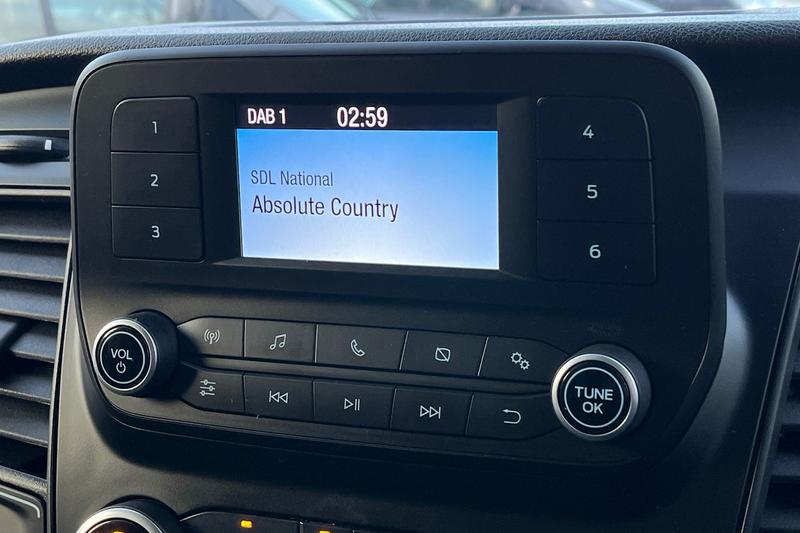 DAB 1 02:59
SDL National
Absolute Country
1
2
3
4
5
6
VOL
TUNE
OK